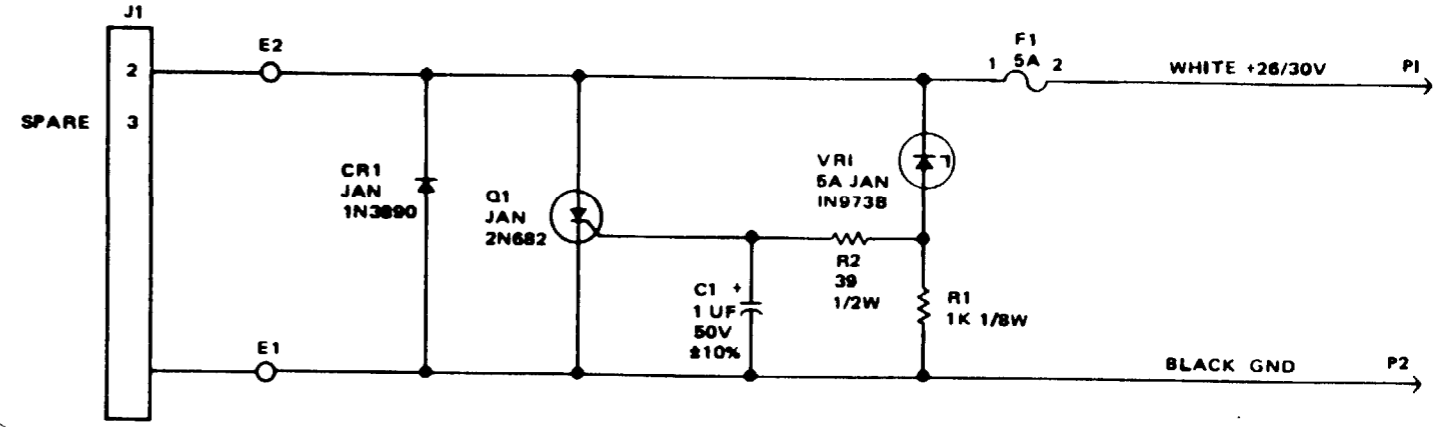 J1
2
SPARE 3
E2
E1
CR1
JAN
1N3890
Q1
JAN
2N682
C1 +
1 UF
50V
±10%
R2
39
1/2W
VR1
5A JAN
IN973B
R1
1K 1/8W
F1
1 5A 2
WHITE +26/30V P1
BLACK GND P2